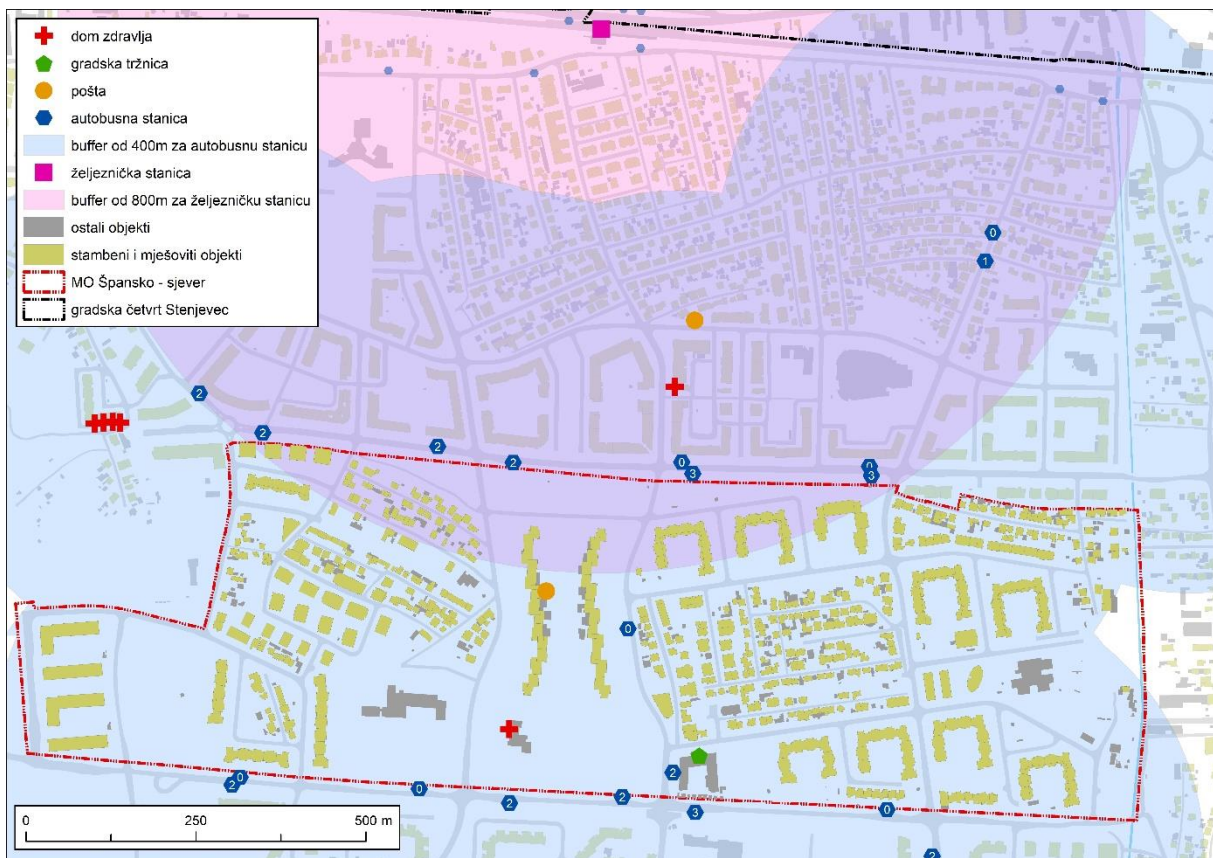 dom zdravlja
gradska tržnica
pošta
autobusna stanica
buffer od 400m za autobusnu stanicu
željeznička stanica
buffer od 800m za željezničku stanicu
ostali objekti
stambeni i mješoviti objekti
MO Špansko - sjever
gradska četvrt Stenjevec
0
1
2
2
2
2
0
3
0
3
0
2
0
2
0
2
2
3
0
2
0 250 500 m